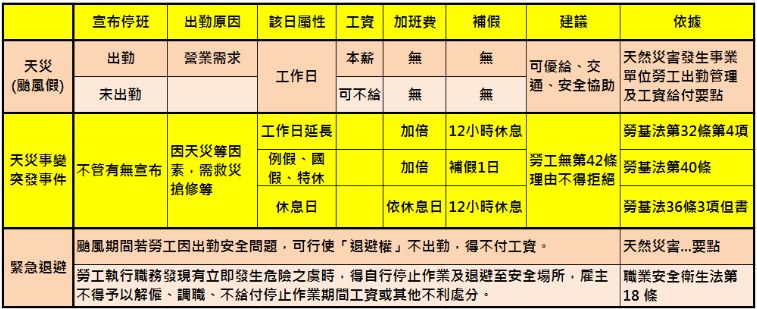 宣布停班 出勤原因 該日屬性 工資 加班費 補假 建議 依據
天災
(颱風假)
出勤 營業需求 工作日 本薪 無 無
未出勤 可不給 無 無
可優給、交
通、安全協助
天然災害發生事業
單位勞工出勤管理
及工資給付要點
天災事變
突發事件
不管有無宣布
因天災等因
素，需救災
搶修等
工作日延長 加倍 12小時休息
例假、國
假、特休
加倍 補假1日
休息日 依休息日 12小時休息
勞工無第42條
理由不得拒絕
勞基法第32條第4項
勞基法第40條
勞基法36條3項但書
緊急退避
颱風期間若勞工因出勤安全問題，可行使「退避權」不出勤，得不付工資。 天然災害...要點
勞工執行職務發現有立即發生危險之虞時，得自行停止作業及退避至安全場所，雇主
不得予以解僱、調職、不給付停止作業期間工資或其他不利處分。
職業安全衛生法第
18 條